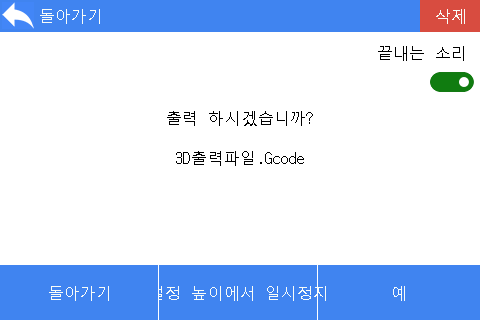 돌아가기
삭제
끝내는 소리
출력 하시겠습니까?
3D출력파일.Gcode
돌아가기
높이에서 일시정지
예